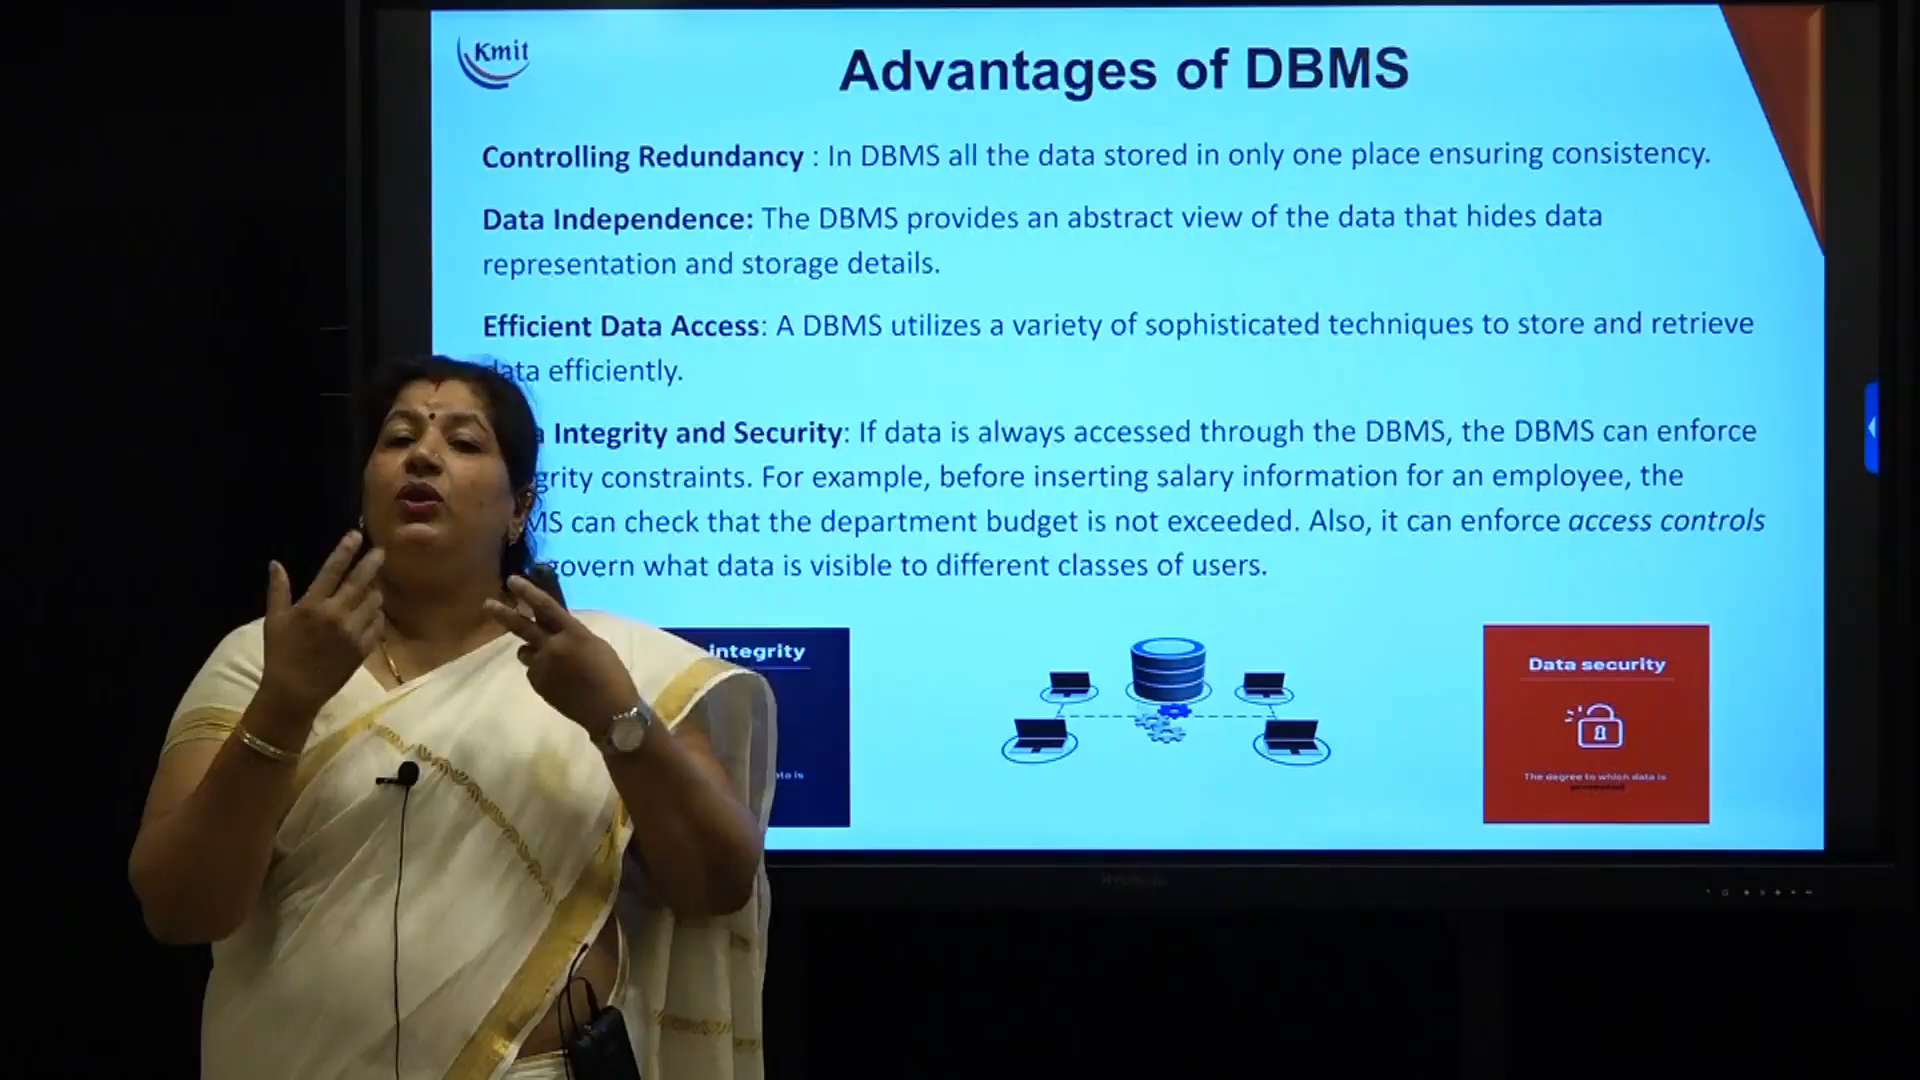 Kmit
Advantages of DBMS
Controlling Redundancy : In DBMS all the data stored in only one place ensuring consistency.
Data Independence: The DBMS provides an abstract view of the data that hides data
representation and storage details.
Efficient Data Access: A DBMS utilizes a variety of sophisticated techniques to store and retrieve
data efficiently.
Integrity and Security: If data is always accessed through the DBMS, the DBMS can enforce
constraints. For example, before inserting salary information for an employee, the
can check that the department budget is not exceeded. Also, it can enforce access controls
govern what data is visible to different classes of users.
integrity
Data security
The degree to which data is